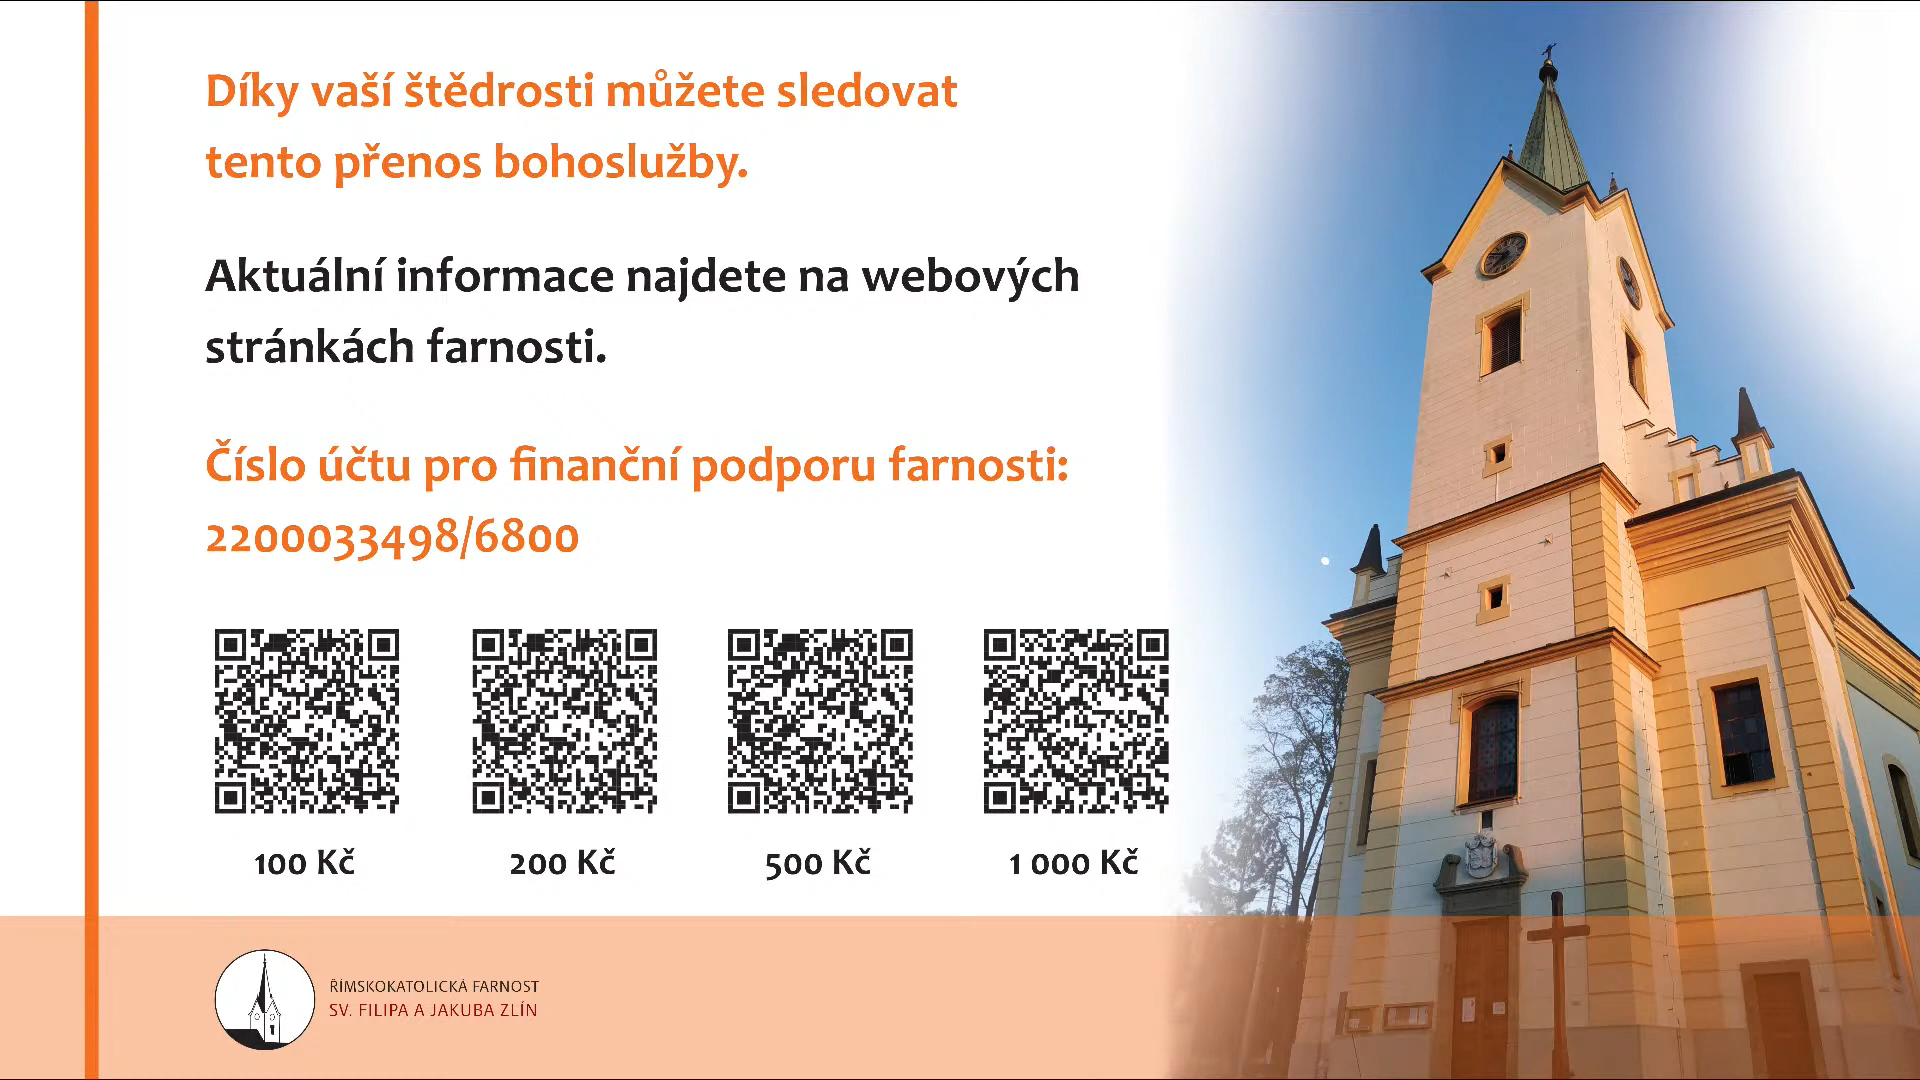 Díky vaší štědrosti můžete sledovat
tento přenos bohoslužby.
Aktuální informace najdete na webových
stránkách farnosti.
Číslo účtu pro finanční podporu farnosti:
2200033498/6800
100 Kč
200 Kč
500 Kč
1 000 Kč
ŘÍMSKOKATOLICKÁ FARNOST
SV. FILIPA A JAKUBA ZLÍN